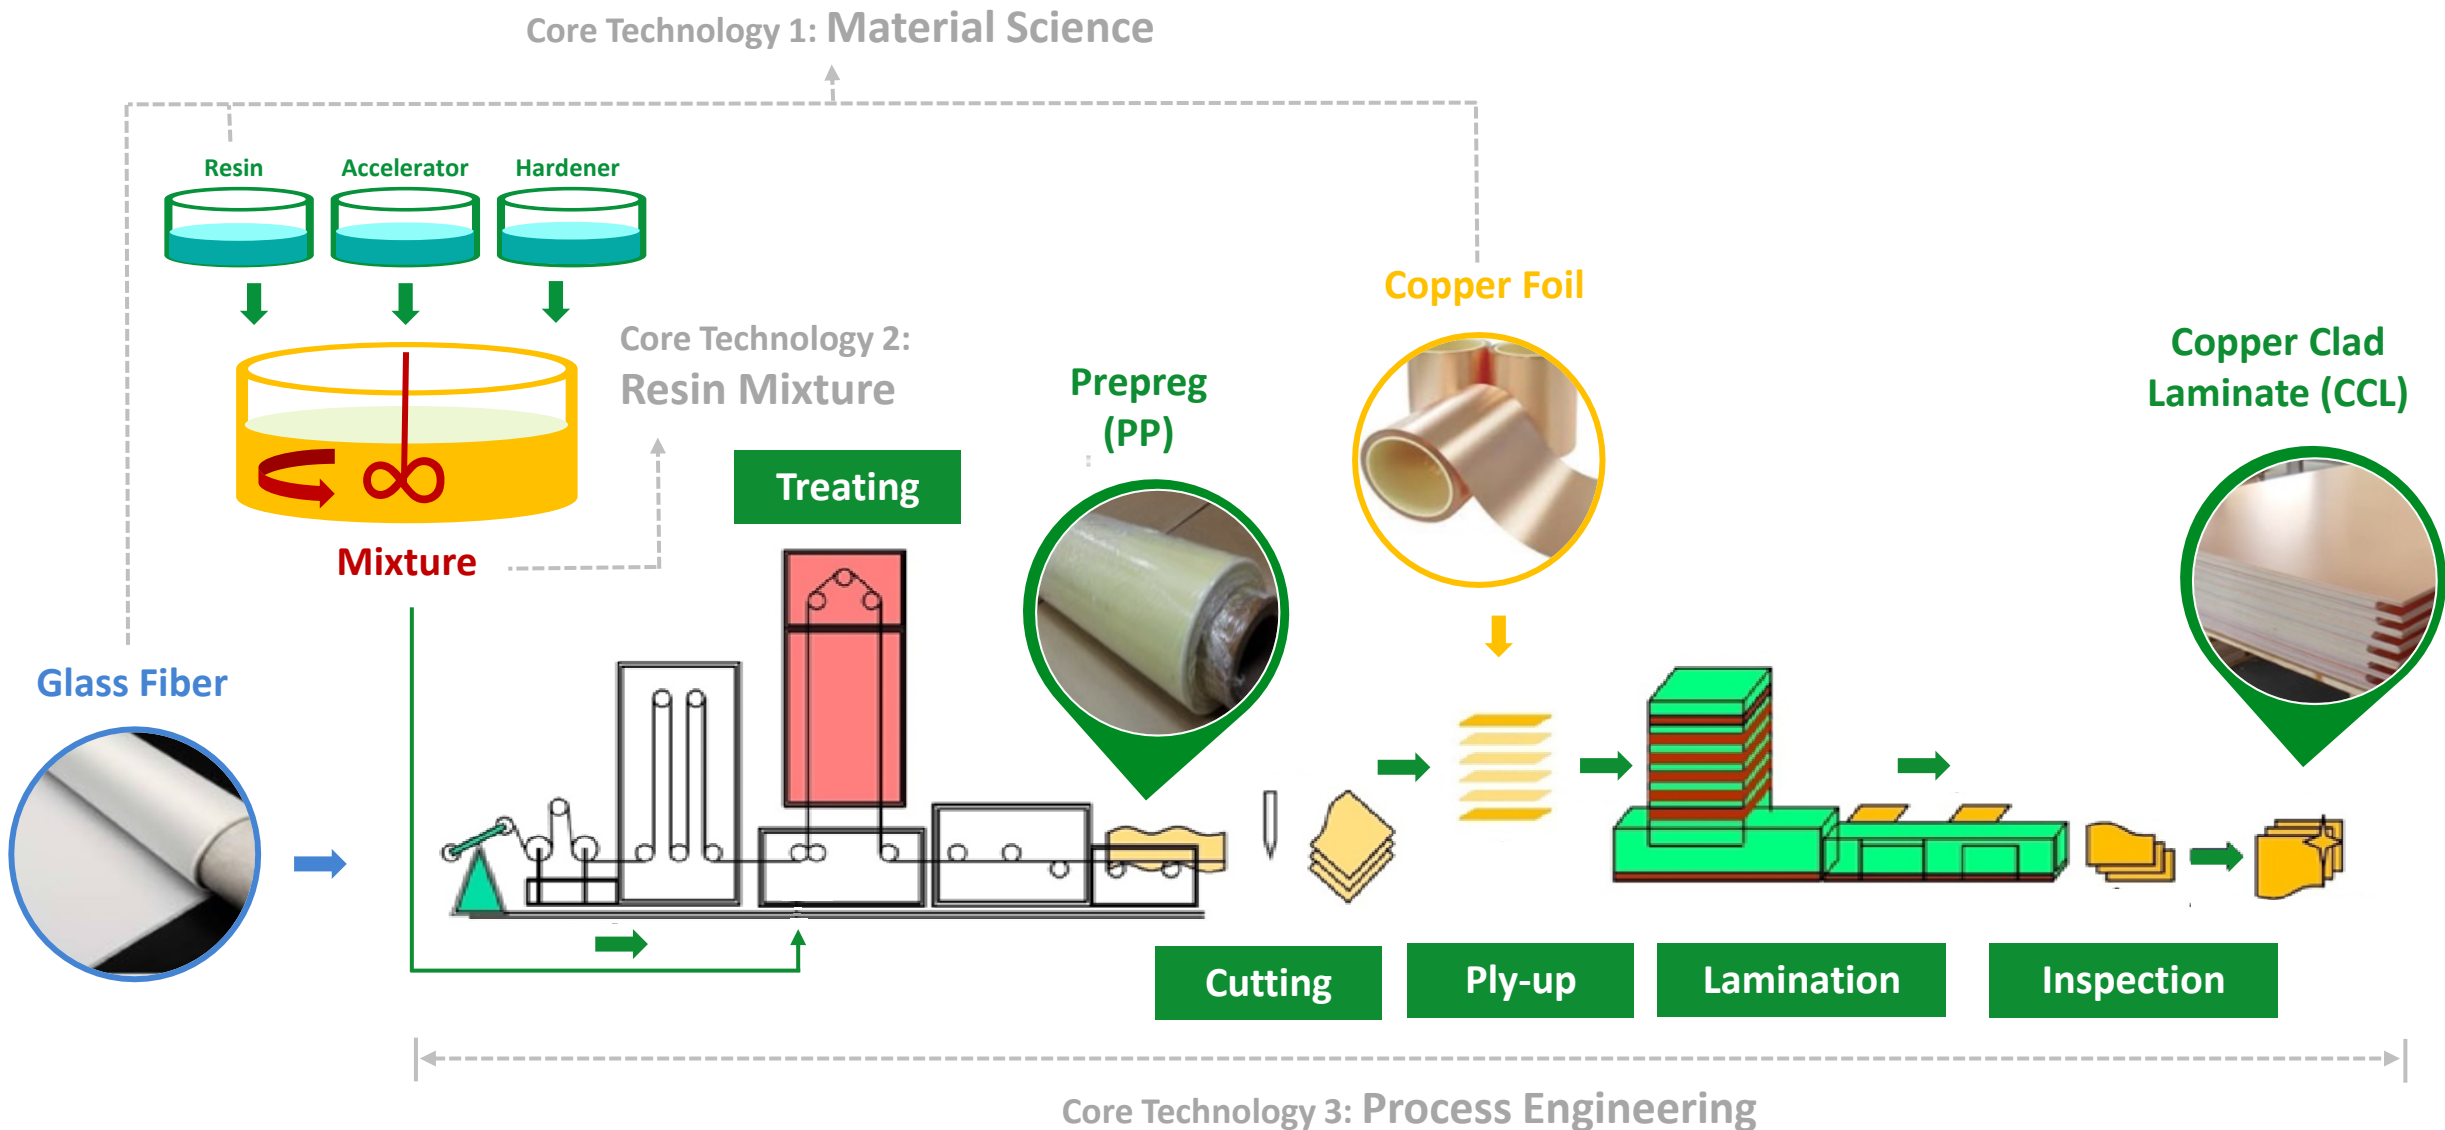 Core Technology 1: Material Science
Resin
Accelerator
Hardener
Core Technology 2:
Resin Mixture
Mixture
Glass Fiber
Treating
Prepreg
(PP)
Copper Foil
Copper Clad
Laminate (CCL)
Cutting
Ply-up
Lamination
Inspection
Core Technology 3: Process Engineering